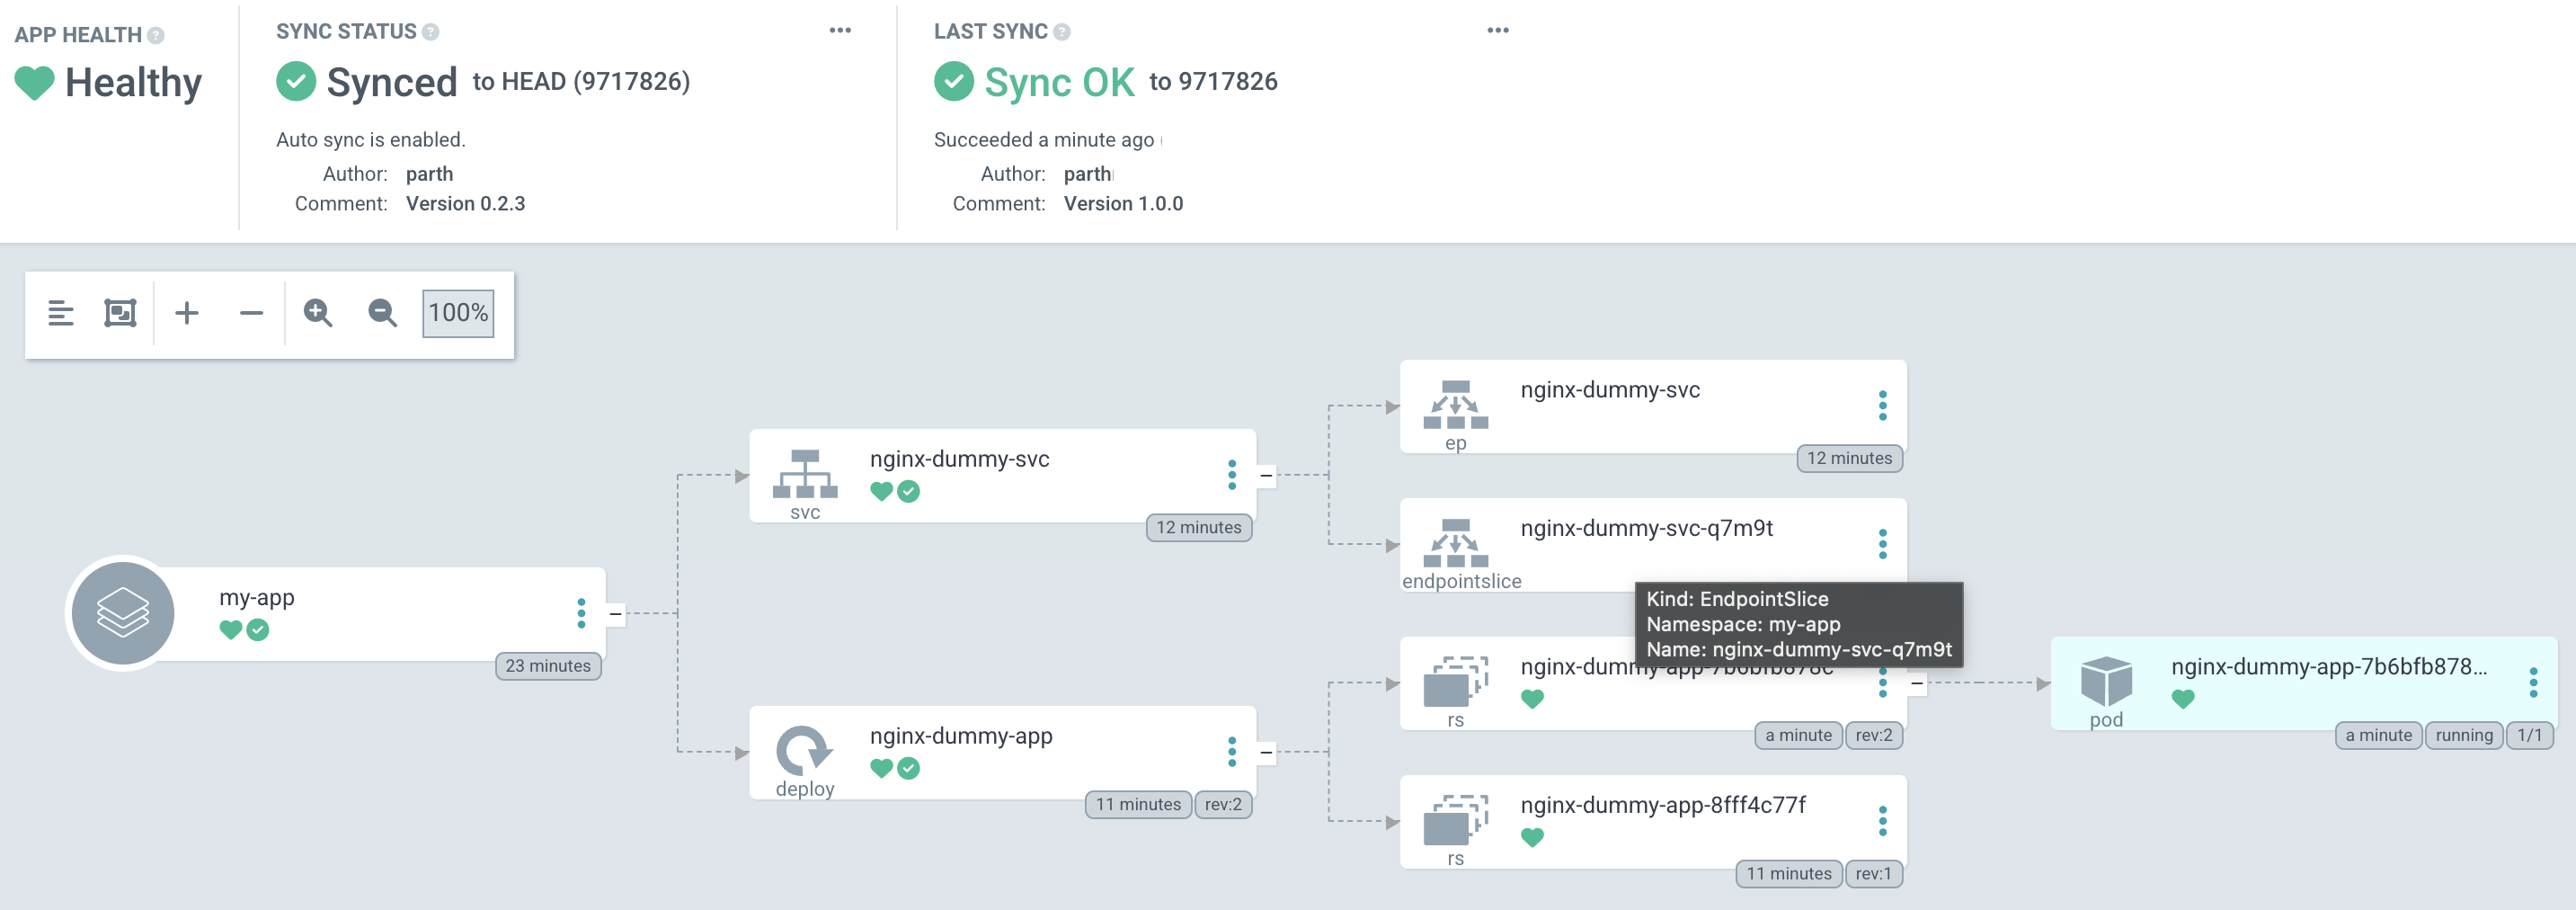 APP HEALTH
Healthy
SYNC STATUS
Synced to HEAD (9717826)
Auto sync is enabled.
Author: parth
Comment: Version 0.2.3
LAST SYNC
Sync OK to 9717826
Succeeded a minute ago
Author: parth
Comment: Version 1.0.0
100%
my-app
23 minutes
nginx-dummy-svc
svc
12 minutes
nginx-dummy-app
deploy
11 minutes rev:2
nginx-dummy-svc
ep
12 minutes
nginx-dummy-svc-q7m9t
endpointslice
Kind: EndpointSlice
Namespace: my-app
Name: nginx-dummy-svc-q7m9t
nginx-dummy-app-7b6bfb878c
rs
a minute rev:2
nginx-dummy-app-8fff4c77f
rs
11 minutes rev:1
nginx-dummy-app-7b6bfb878...
pod
a minute running 1/1